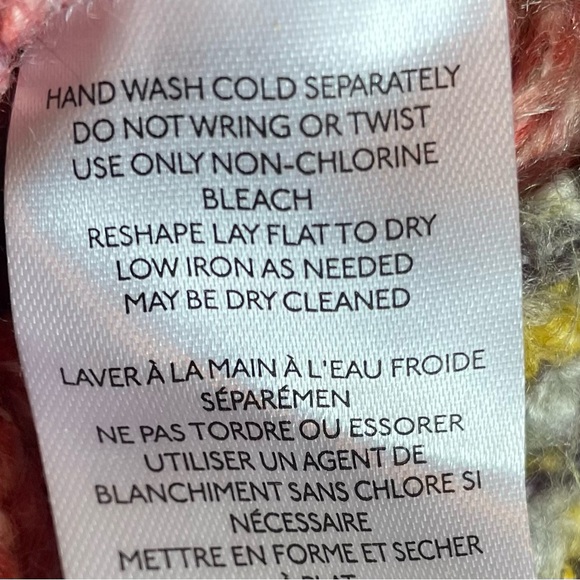 HAND WASH COLD SEPARATELY
DO NOT WRING OR TWIST
USE ONLY NON-CHLORINE
BLEACH
RESHAPE LAY FLAT TO DRY
LOW IRON AS NEEDED
MAY BE DRY CLEANED
LAVER À LA MAIN À L'EAU FROIDE
SÉPARÉMEN
NE PAS TORDRE OU ESSORER
UTILISER UN AGENT DE
BLANCHIMENT SANS CHLORE SI
NÉCESSAIRE
METTRE EN FORME ET SECHER
À PLAT